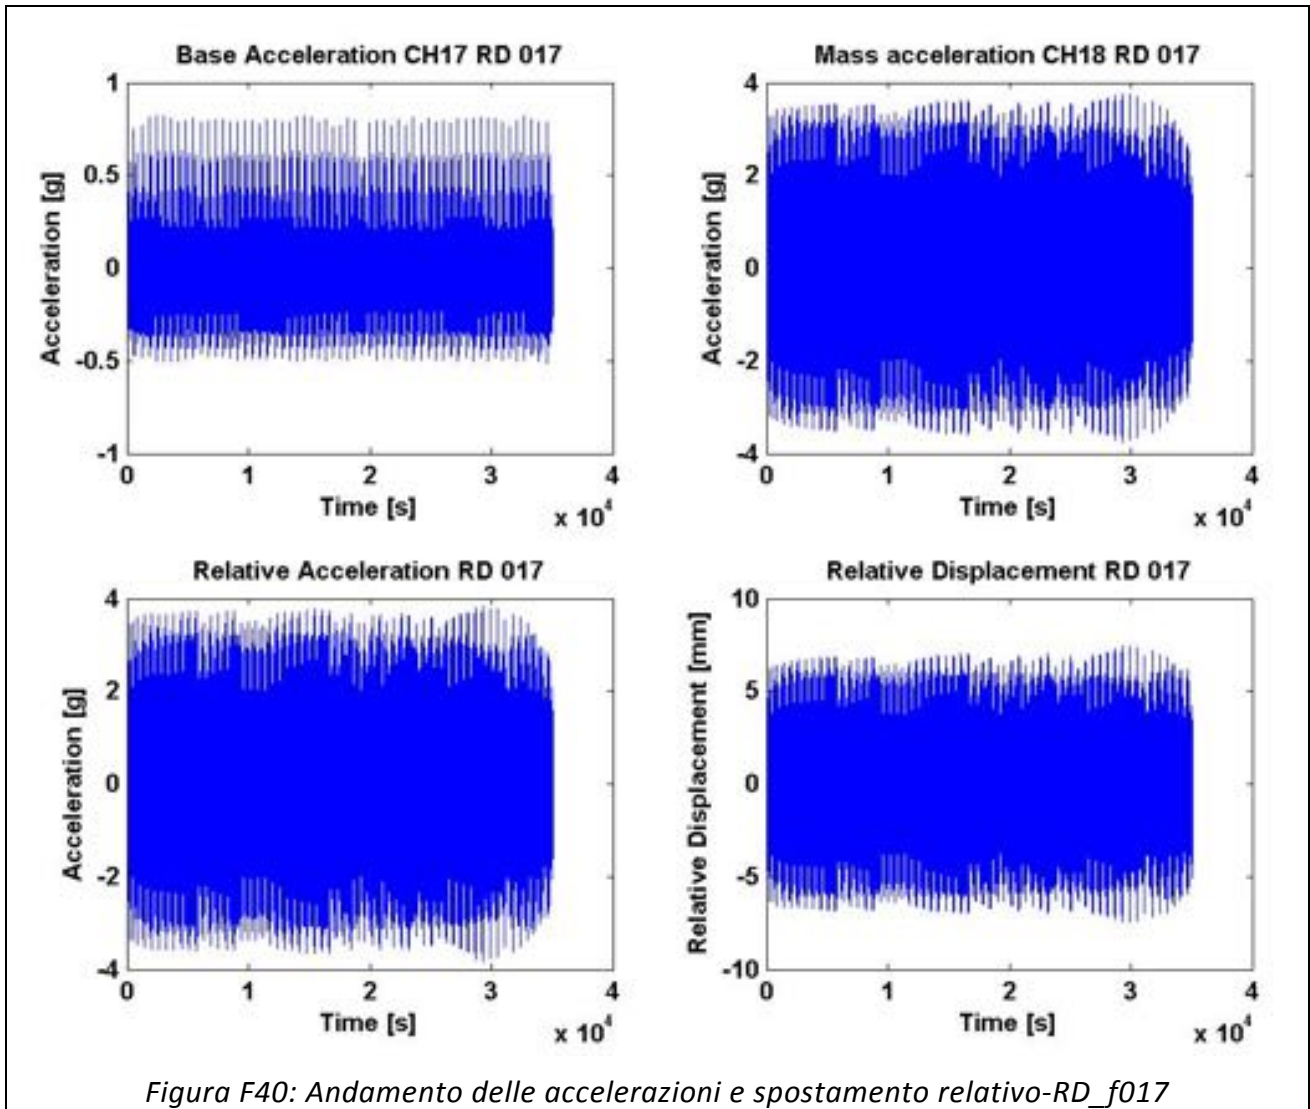 Base Acceleration CH17 RD 017
Acceleration [g]
1
0.5
0
-0.5
-1
0 1 2 3 4
Time [s]
x 10^4
Mass acceleration CH18 RD 017
Acceleration [g]
4
2
0
-2
-4
0 1 2 3 4
Time [s]
x 10^4
Relative Acceleration RD 017
Acceleration [g]
4
2
0
-2
-4
0 1 2 3 4
Time [s]
x 10^4
Relative Displacement RD 017
Relative Displacement [mm]
10
5
0
-5
-10
0 1 2 3 4
Time [s]
x 10^4
Figura F40: Andamento delle accelerazioni e spostamento relativo-RD_f017